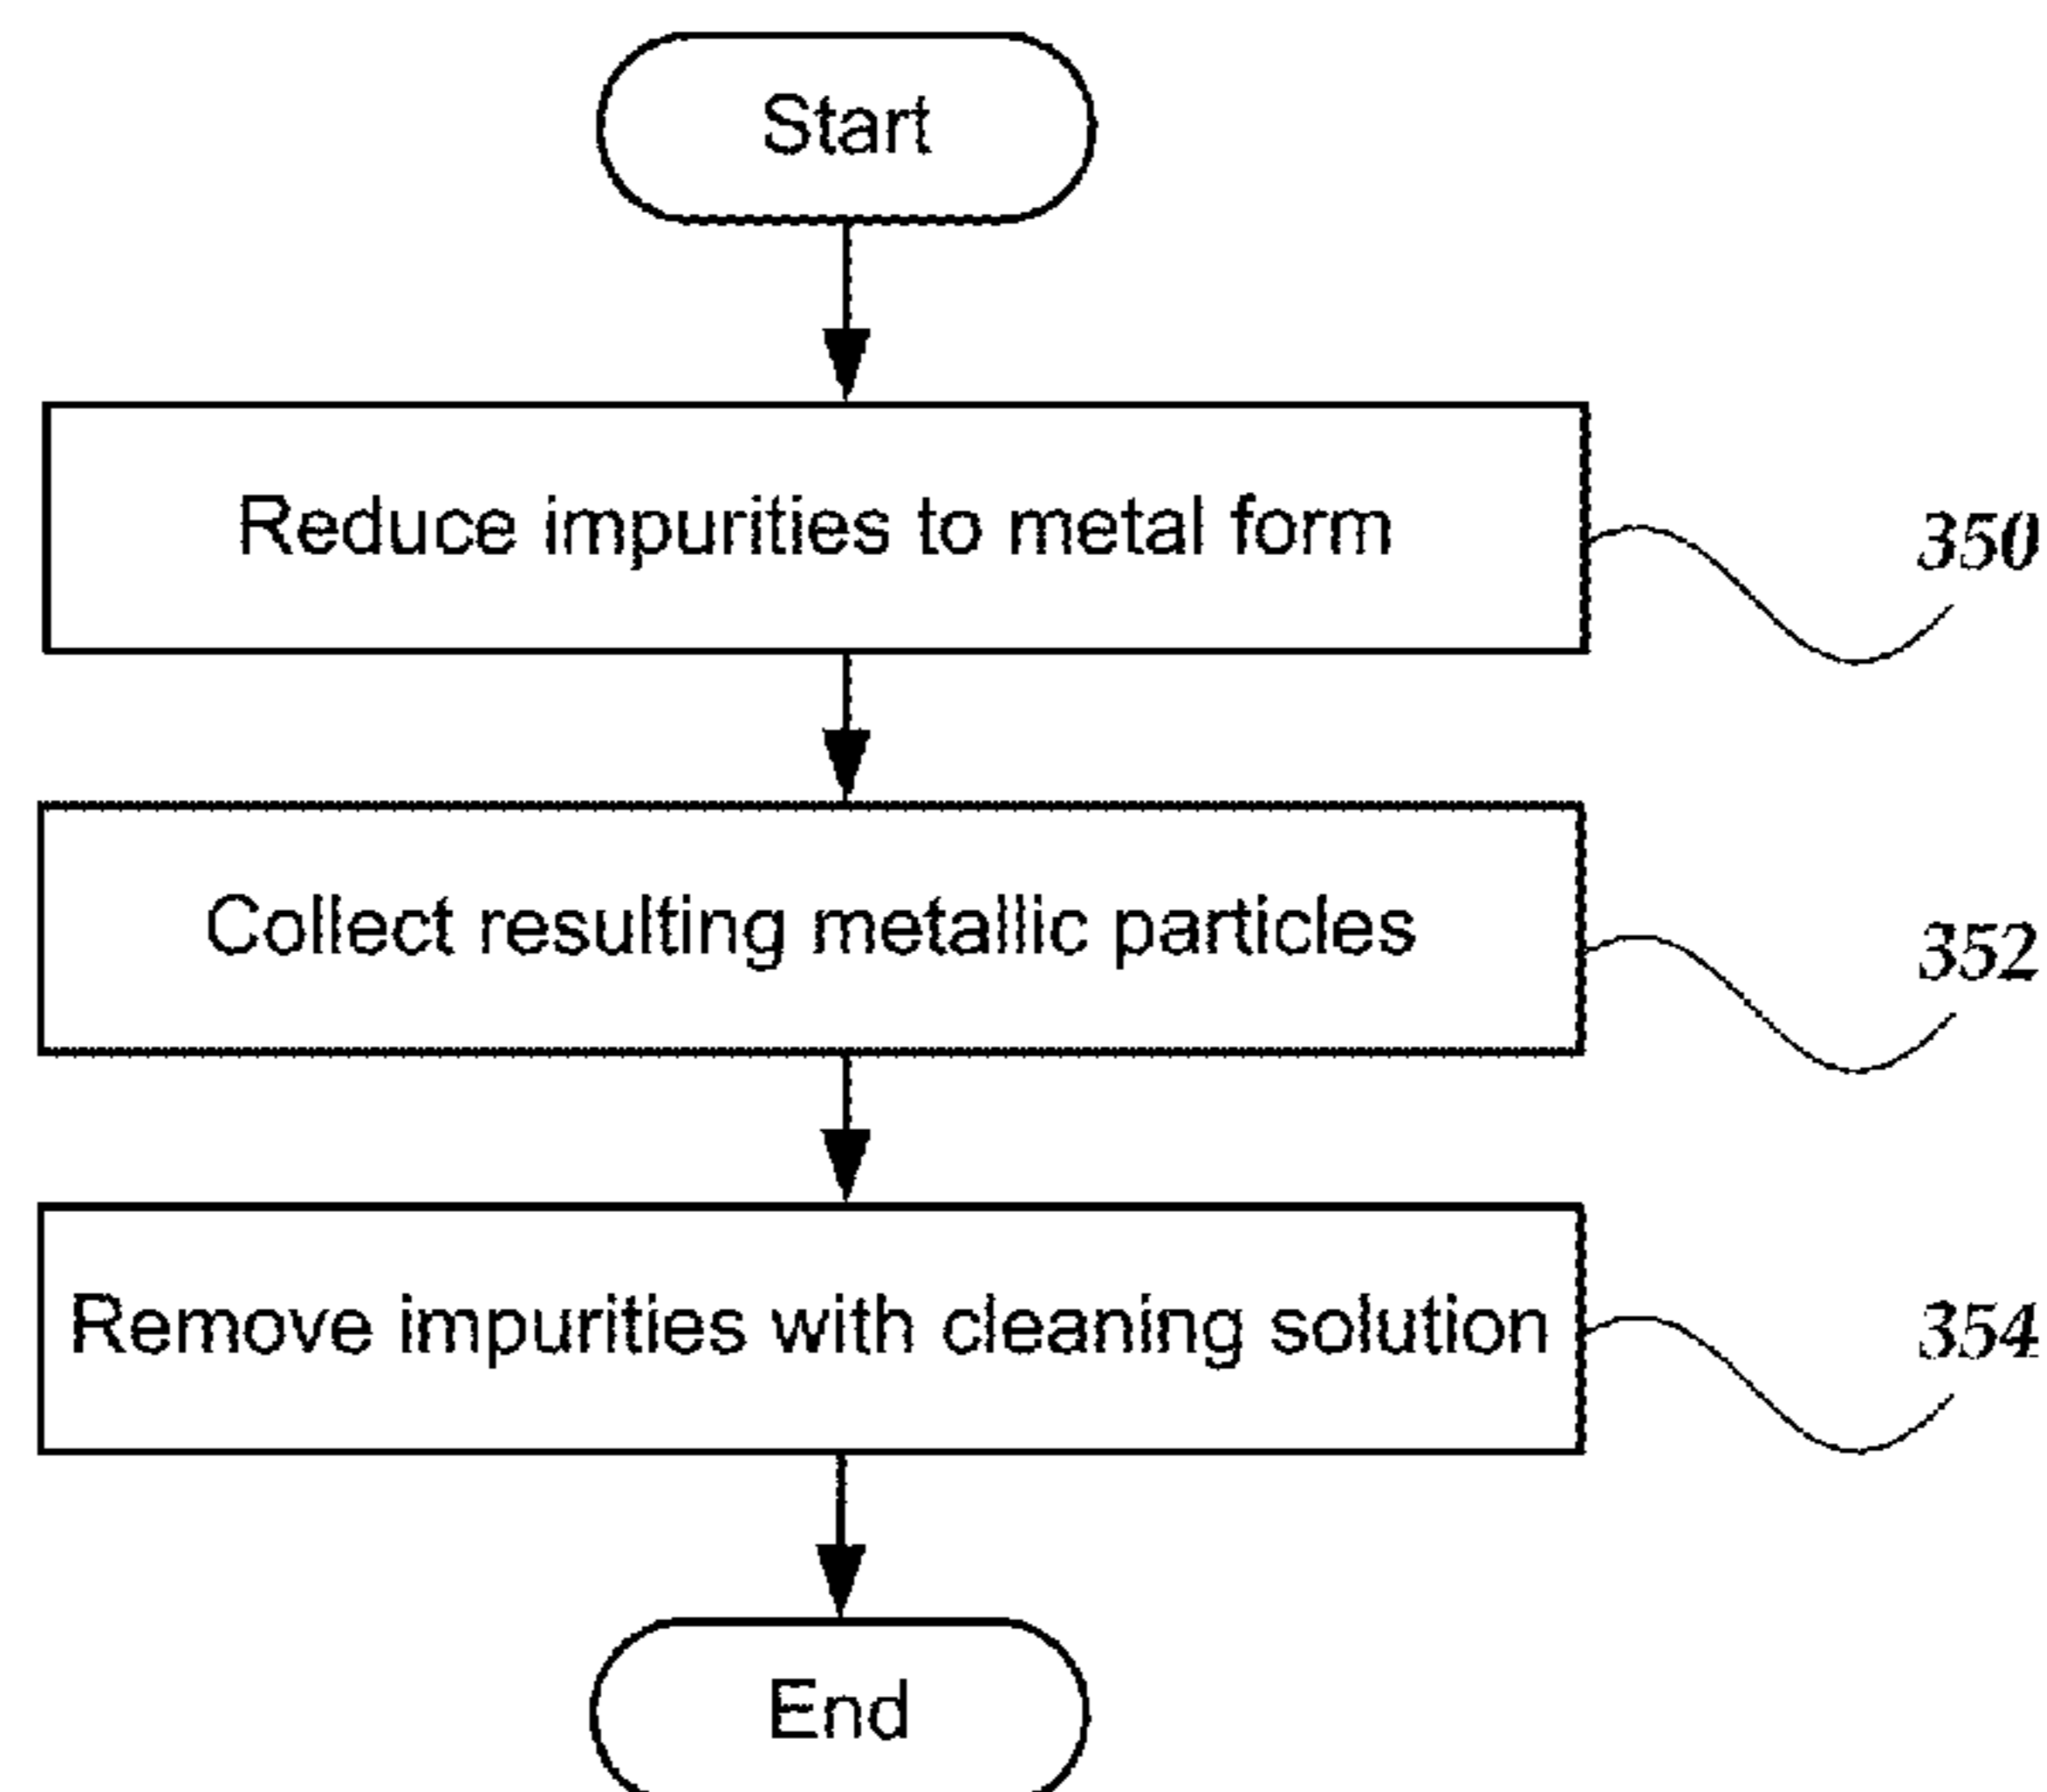 Start
Reduce impurities to metal form
350
Collect resulting metallic particles
352
Remove impurities with cleaning solution
354
End